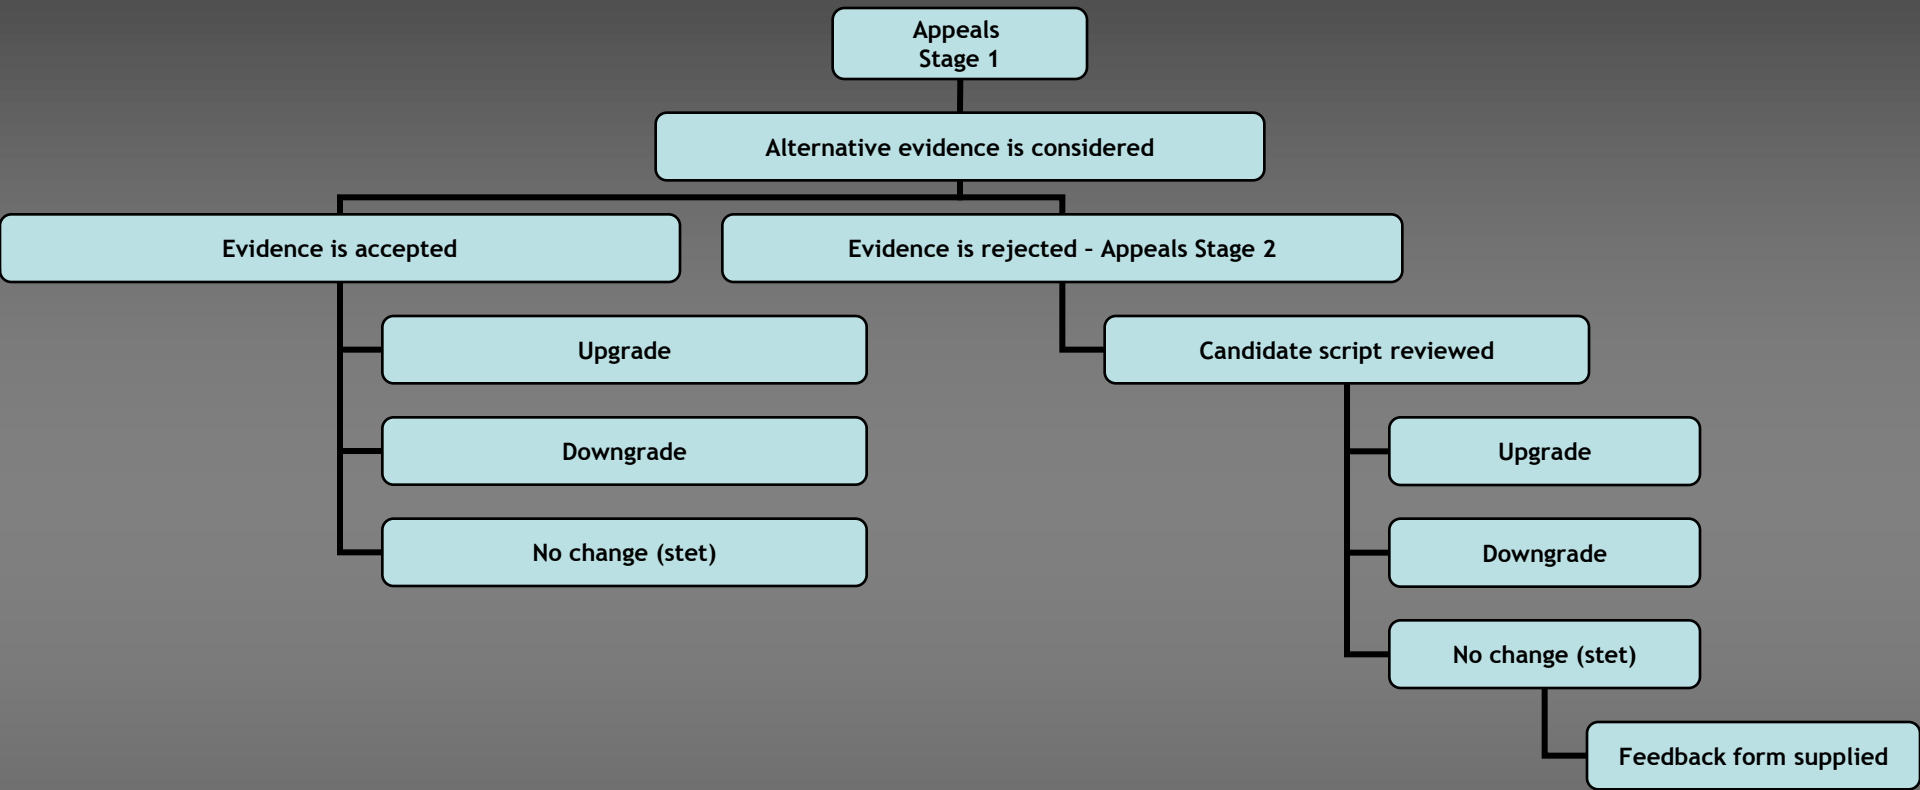 Appeals
Stage 1
Alternative evidence is considered
Evidence is accepted
Evidence is rejected – Appeals Stage 2
Upgrade
Downgrade
No change (stet)
Candidate script reviewed
Upgrade
Downgrade
No change (stet)
Feedback form supplied